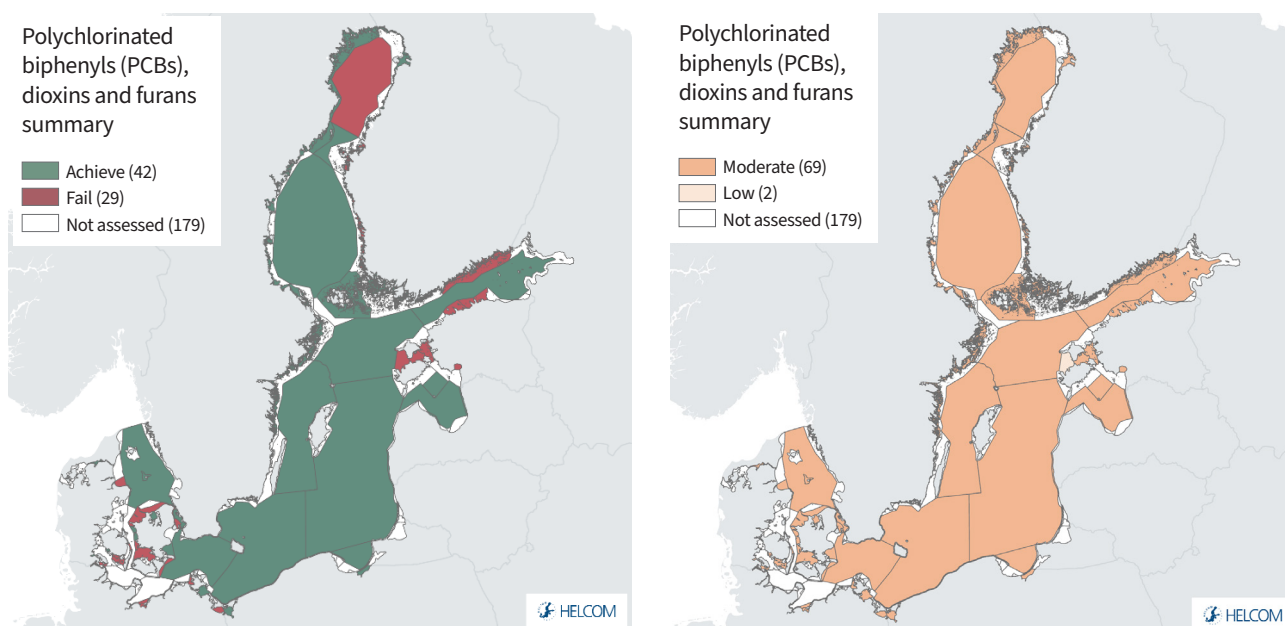 Polychlorinated
biphenyls (PCBs),
dioxins and furans
summary
Achieve (42)
Fail (29)
Not assessed (179)
HELCOM
Polychlorinated
biphenyls (PCBs),
dioxins and furans
summary
Moderate (69)
Low (2)
Not assessed (179)
HELCOM